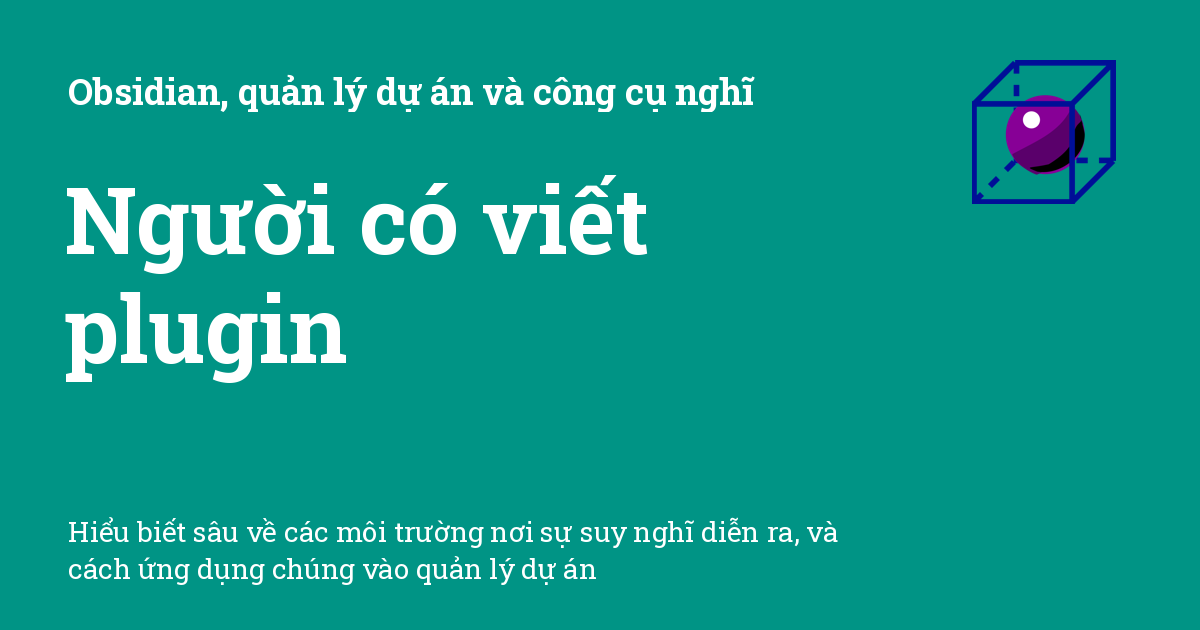 Obsidian, quản lý dự án và công cụ nghĩ
Người có viết
plugin
Hiểu biết sâu về các môi trường nơi sự suy nghĩ diễn ra, và
cách ứng dụng chúng vào quản lý dự án